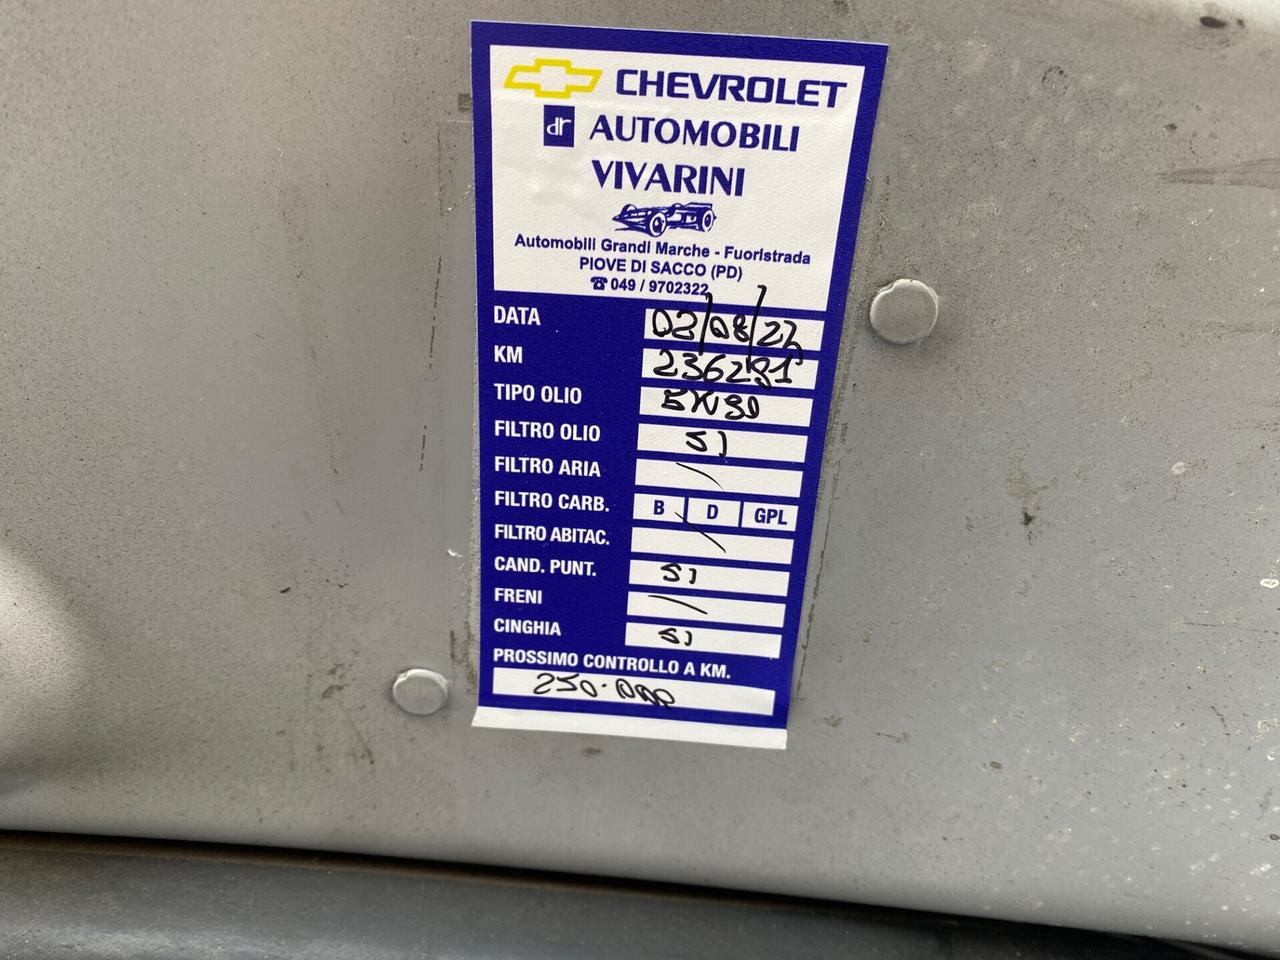 CHEVROLET
dr AUTOMOBILI
VIVARINI
Automobili Grandi Marche - Fuoristrada
PIOVE DI SACCO (PD)
☎ 049 / 9702322
DATA 02/08/22
KM 236291
TIPO OLIO 5W30
FILTRO OLIO SI
FILTRO ARIA /
FILTRO CARB. B D GPL
FILTRO ABITAC.
CAND. PUNT. SI
FRENI /
CINGHIA SI
PROSSIMO CONTROLLO A KM.
250.000